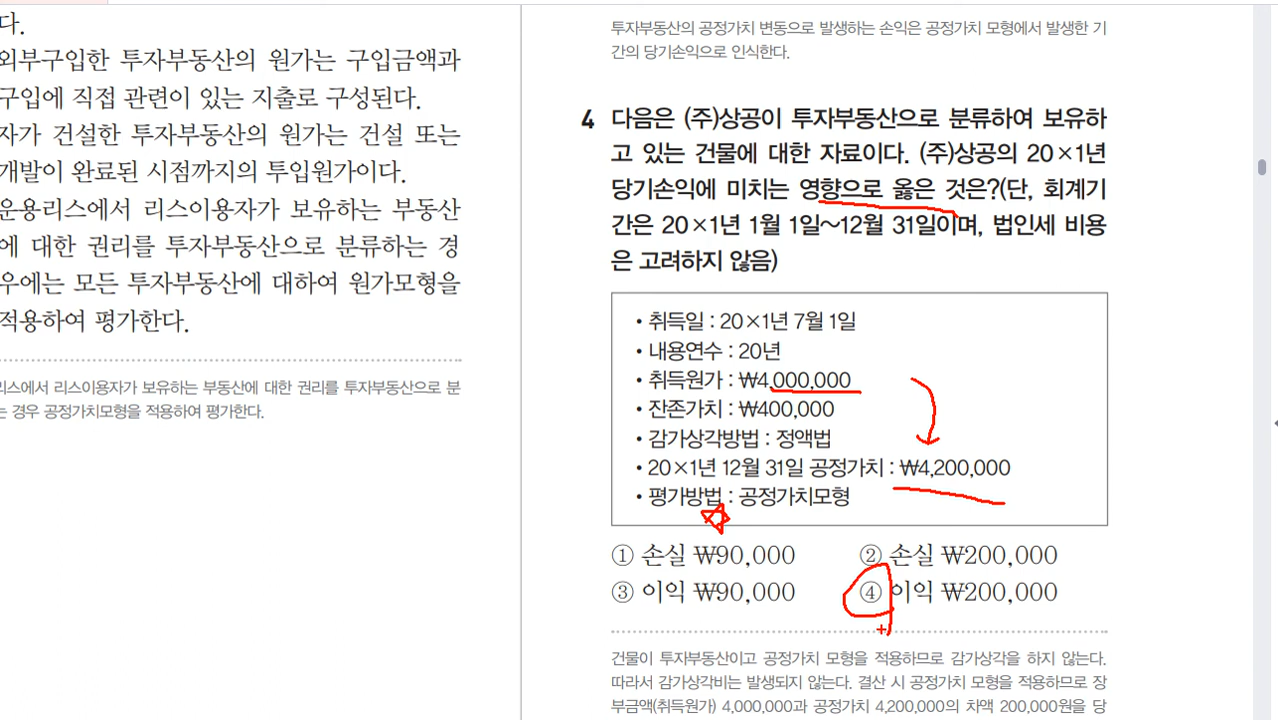 다.
외부구입한 투자부동산의 원가는 구입금액과
구입에 직접 관련이 있는 지출로 구성된다.
자가 건설한 투자부동산의 원가는 건설 또는
개발이 완료된 시점까지의 투입원가이다.
운용리스에서 리스이용자가 보유하는 부동산
에 대한 권리를 투자부동산으로 분류하는 경
우에는 모든 투자부동산에 대하여 원가모형을
적용하여 평가한다.
리스에서 리스이용자가 보유하는 부동산에 대한 권리를 투자부동산으로 분
는 경우 공정가치모형을 적용하여 평가한다.
투자부동산의 공정가치 변동으로 발생하는 손익은 공정가치 모형에서 발생한 기
간의 당기손익으로 인식한다.
4 다음은 (주)상공이 투자부동산으로 분류하여 보유하
고 있는 건물에 대한 자료이다. (주)상공의 20×1년
당기손익에 미치는 영향으로 옳은 것은?(단, 회계기
간은 20×1년 1월 1일~12월 31일이며, 법인세 비용
은 고려하지 않음)
• 취득일 : 20×1년 7월 1일
• 내용연수 : 20년
• 취득원가 : ₩4,000,000
• 잔존가치 : ₩400,000
• 감가상각방법 : 정액법
• 20×1년 12월 31일 공정가치 : ₩4,200,000
• 평가방법 : 공정가치모형
① 손실 ₩90,000 ② 손실 ₩200,000
③ 이익 ₩90,000 ④ 이익 ₩200,000
건물이 투자부동산이고 공정가치 모형을 적용하므로 감가상각을 하지 않는다.
따라서 감가상각비는 발생되지 않는다. 결산 시 공정가치 모형을 적용하므로 장
부금액(취득원가) 4,000,000과 공정가치 4,200,000의 차액 200,000원을 당